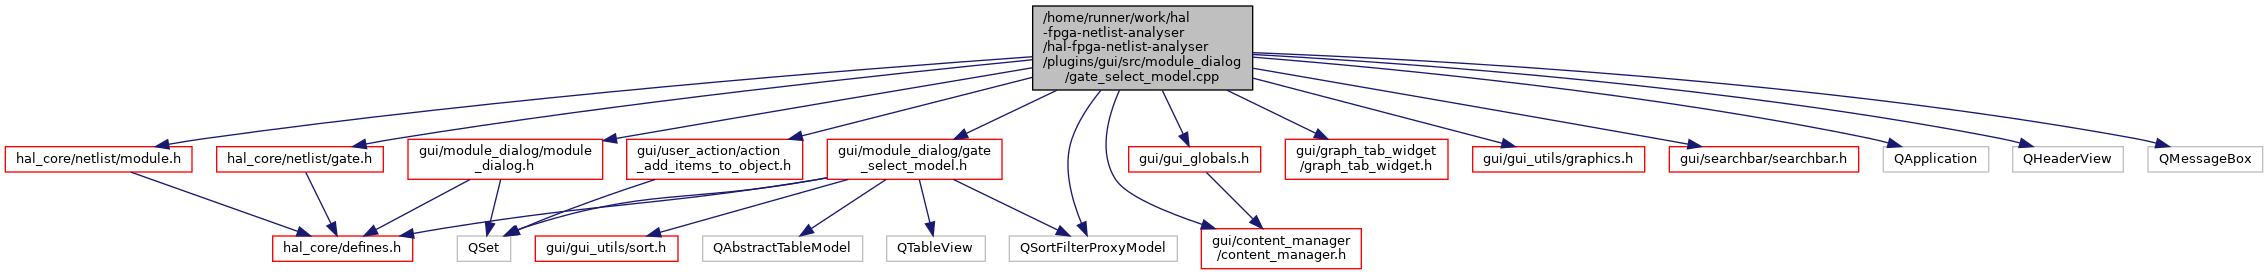 /home/runner/work/hal
-fpga-netlist-analyser
/hal-fpga-netlist-analyser
/plugins/gui/src/module_dialog
/gate_select_model.cpp
hal_core/netlist/module.h
hal_core/netlist/gate.h
gui/module_dialog/module
_dialog.h
gui/user_action/action
_add_items_to_object.h
gui/module_dialog/gate
_select_model.h
gui/gui_globals.h
gui/graph_tab_widget
/graph_tab_widget.h
gui/gui_utils/graphics.h
gui/searchbar/searchbar.h
QApplication
QHeaderView
QMessageBox
hal_core/defines.h
QSet
gui/gui_utils/sort.h
QAbstractTableModel
QTableView
QSortFilterProxyModel
gui/content_manager
/content_manager.h